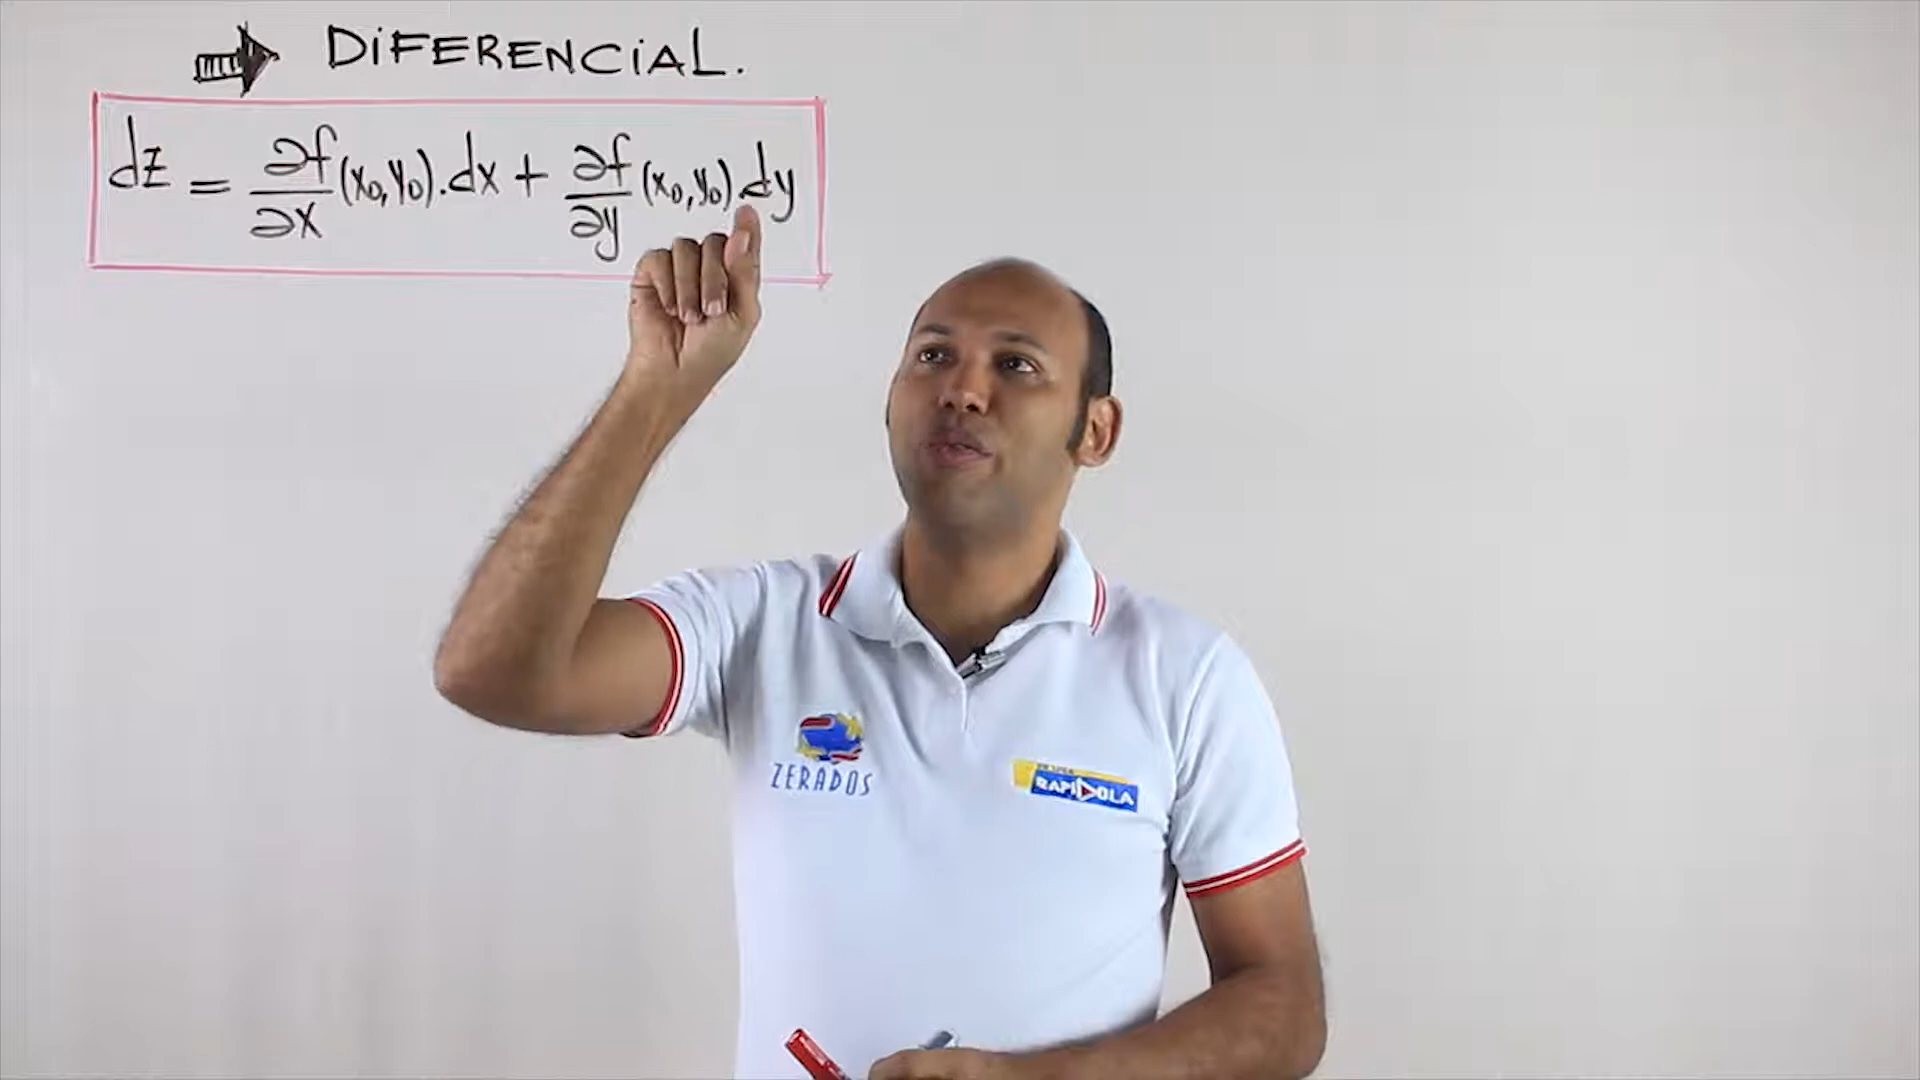 DIFERENCIAL.
dz = ∂f/∂x (x₀,y₀).dx + ∂f/∂y (x₀,y₀).dy
ZERADOS
RAPIDOLA